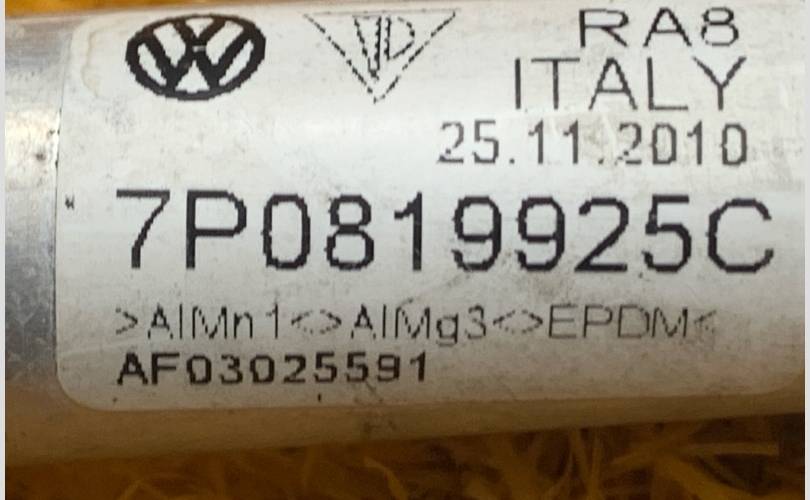 RA8
ITALY
25.11.2010
7P0819925C
>AlMn1<>AlMg3<>EPDM<
AF03025591